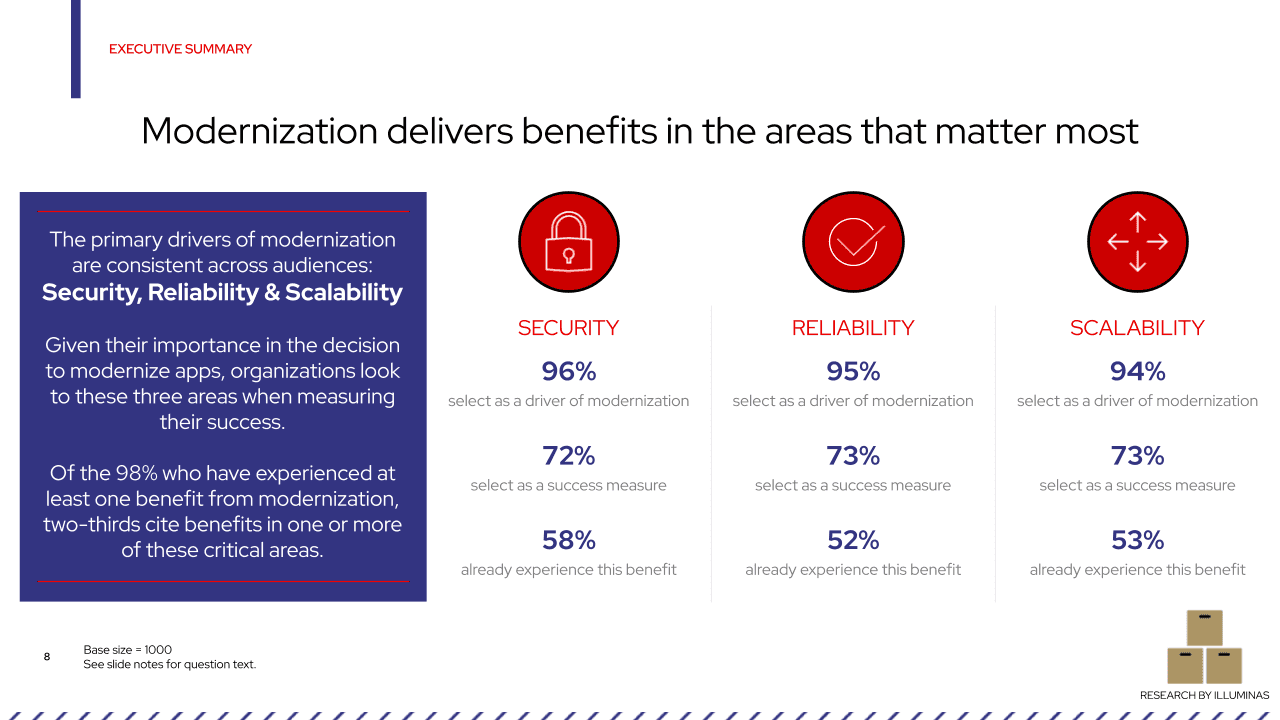 EXECUTIVE SUMMARY
Modernization delivers benefits in the areas that matter most
The primary drivers of modernization
are consistent across audiences:
Security, Reliability & Scalability
Given their importance in the decision
to modernize apps, organizations look
to these three areas when measuring
their success.
Of the 98% who have experienced at
least one benefit from modernization,
two-thirds cite benefits in one or more
of these critical areas.
SECURITY
96%
select as a driver of modernization
72%
select as a success measure
58%
already experience this benefit
RELIABILITY
95%
select as a driver of modernization
73%
select as a success measure
52%
already experience this benefit
SCALABILITY
94%
select as a driver of modernization
73%
select as a success measure
53%
already experience this benefit
8
Base size = 1000
See slide notes for question text.
RESEARCH BY ILLUMINAS